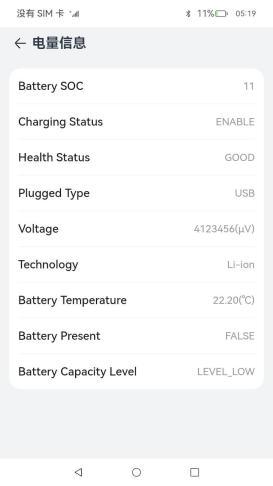 没有 SIM 卡 11% 05:19
电量信息
Battery SOC 11
Charging Status ENABLE
Health Status GOOD
Plugged Type USB
Voltage 4123456(μV)
Technology Li-ion
Battery Temperature 22.20(℃)
Battery Present FALSE
Battery Capacity Level LEVEL_LOW